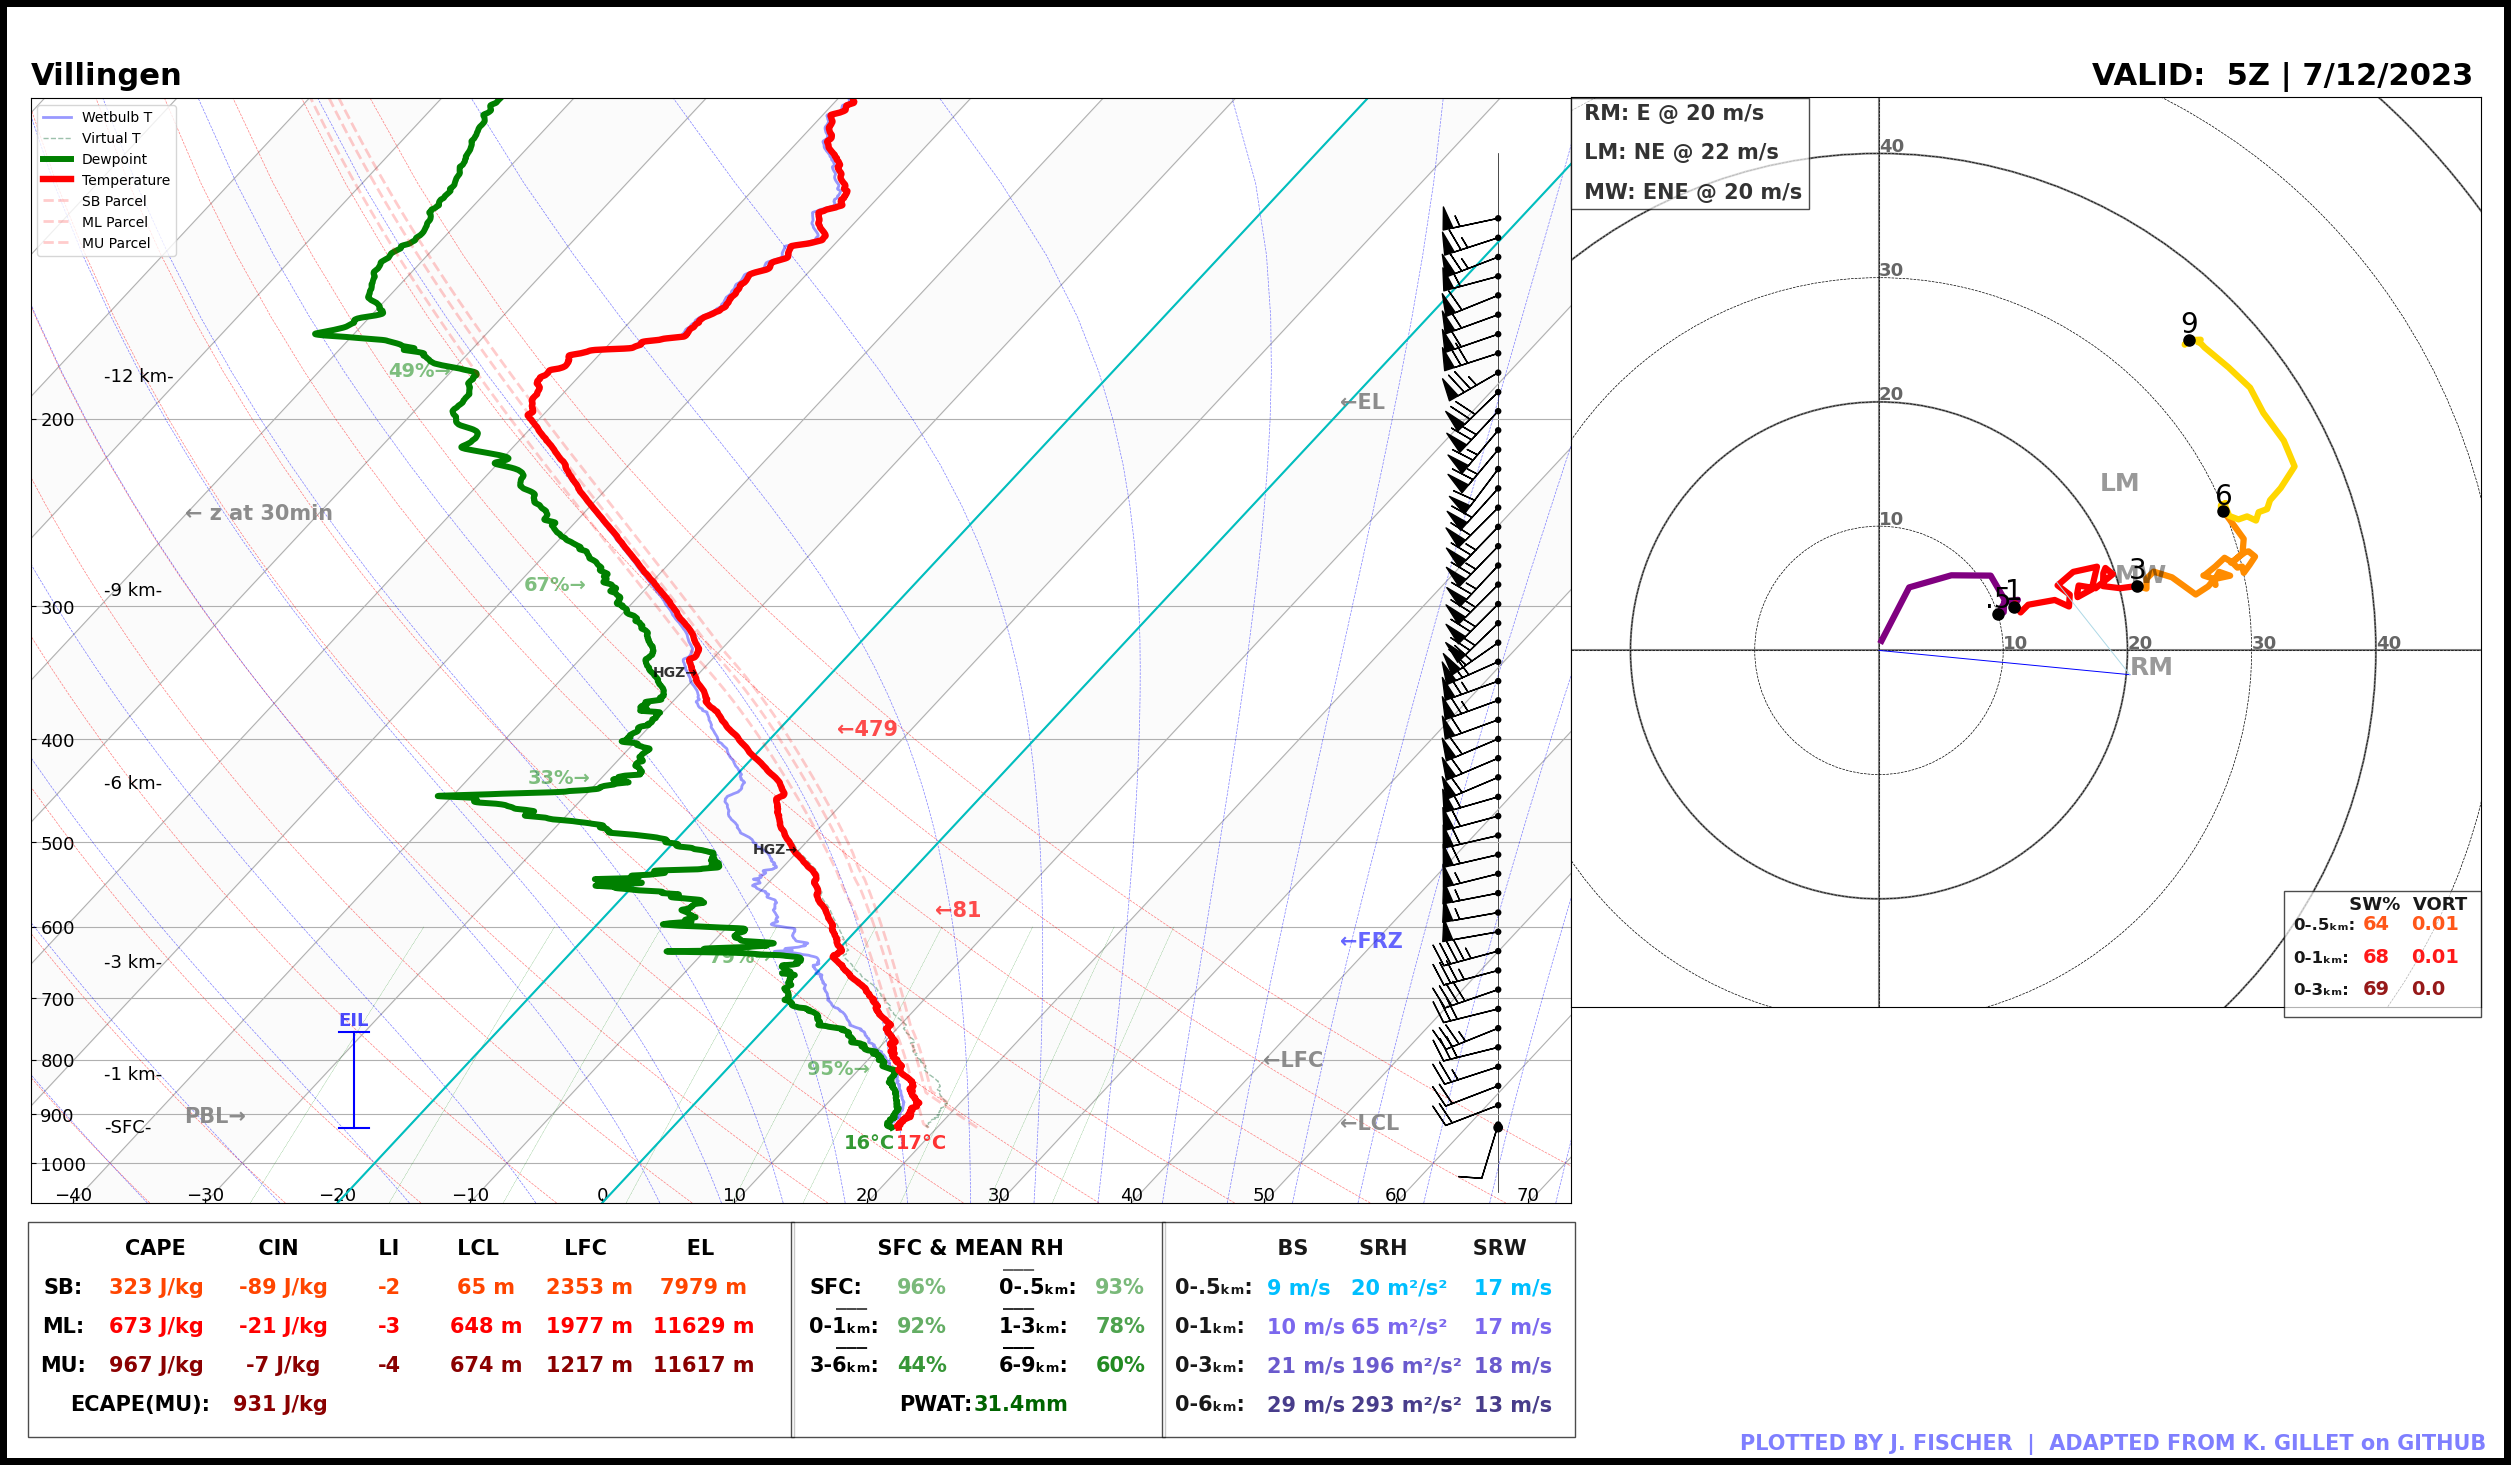 Villingen
VALID:  5Z | 7/12/2023
Wetbulb T
Virtual T
Dewpoint
Temperature
SB Parcel
ML Parcel
MU Parcel
-12 km-
49%→
200
←EL
← z at 30min
-9 km-
67%→
300
HGZ→
←479
400
-6 km-
33%→
500
HGZ→
←81
600
←FRZ
-3 km-
79%→
700
EIL
800
←LFC
-1 km-
95%→
900
PBL→
-SFC-
←LCL
16°C 17°C
1000
−40 −30 −20 −10 0 10 20 30 40 50 60 70
RM: E @ 20 m/s
LM: NE @ 22 m/s
MW: ENE @ 20 m/s
40
30
20
10
10 20 30 40
9
6
3
1
.5
LM
MW
RM
SW% VORT
0-.5km: 64 0.01
0-1km: 68 0.01
0-3km: 69 0.0
CAPE CIN LI LCL LFC EL
SB: 323 J/kg -89 J/kg -2 65 m 2353 m 7979 m
ML: 673 J/kg -21 J/kg -3 648 m 1977 m 11629 m
MU: 967 J/kg -7 J/kg -4 674 m 1217 m 11617 m
ECAPE(MU): 931 J/kg
SFC & MEAN RH
SFC: 96% 0-.5km: 93%
0-1km: 92% 1-3km: 78%
3-6km: 44% 6-9km: 60%
PWAT: 31.4mm
BS SRH SRW
0-.5km: 9 m/s 20 m²/s² 17 m/s
0-1km: 10 m/s 65 m²/s² 17 m/s
0-3km: 21 m/s 196 m²/s² 18 m/s
0-6km: 29 m/s 293 m²/s² 13 m/s
PLOTTED BY J. FISCHER | ADAPTED FROM K. GILLET on GITHUB